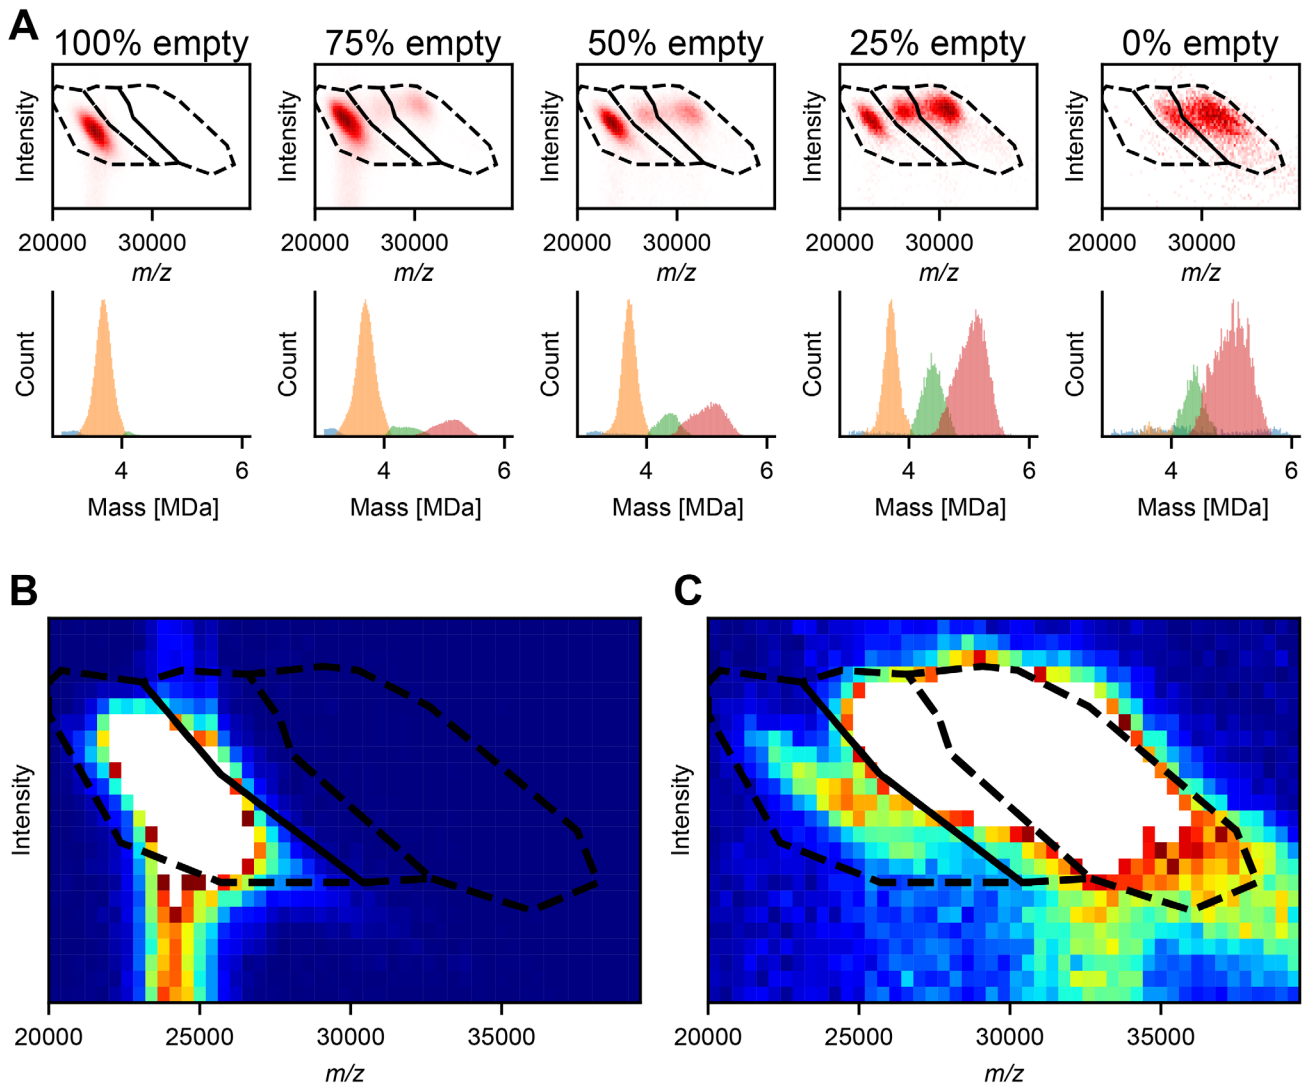 A
100% empty 75% empty 50% empty 25% empty 0% empty
Intensity Intensity Intensity Intensity Intensity
20000 30000 20000 30000 20000 30000 20000 30000 20000 30000
m/z m/z m/z m/z m/z
Count Count Count Count Count
4 6 4 6 4 6 4 6 4 6
Mass [MDa] Mass [MDa] Mass [MDa] Mass [MDa] Mass [MDa]
B C
Intensity Intensity
20000 25000 30000 35000 20000 25000 30000 35000
m/z m/z